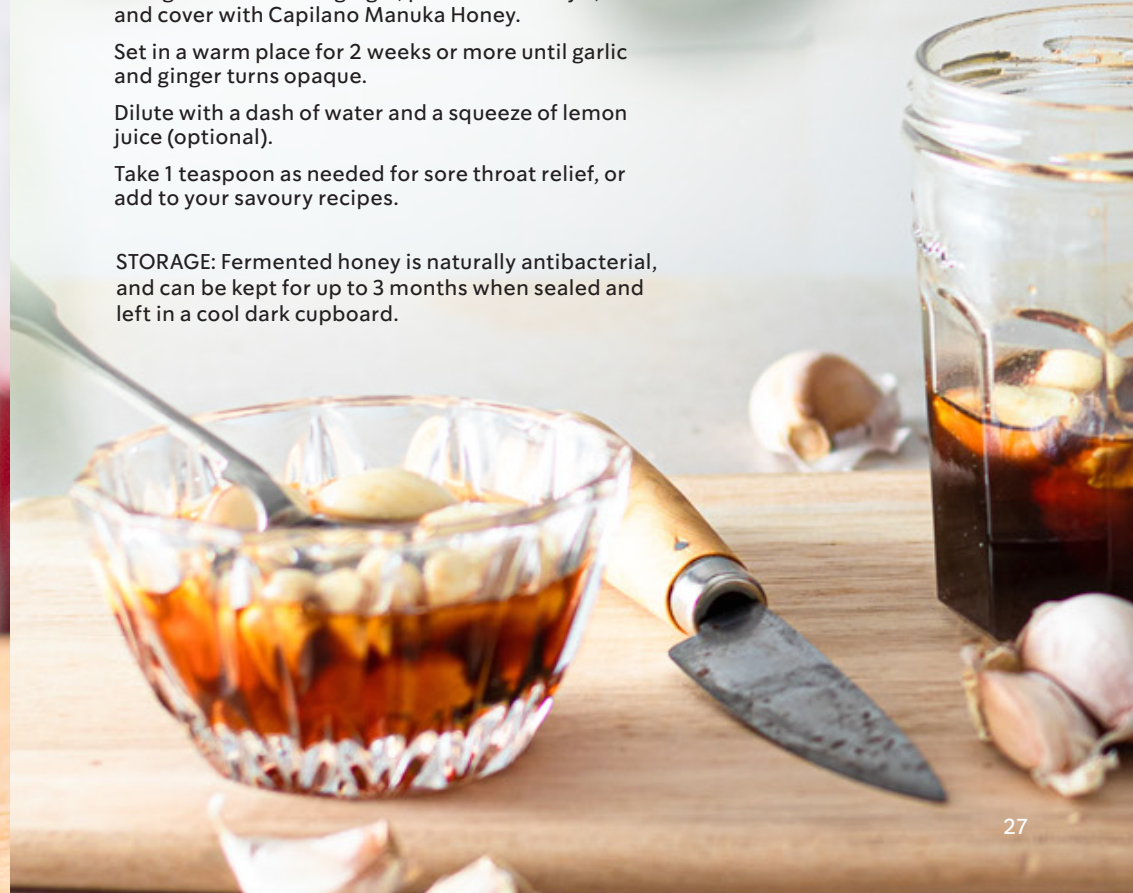 and cover with Capilano Manuka Honey.
Set in a warm place for 2 weeks or more until garlic
and ginger turns opaque.
Dilute with a dash of water and a squeeze of lemon
juice (optional).
Take 1 teaspoon as needed for sore throat relief, or
add to your savoury recipes.
STORAGE: Fermented honey is naturally antibacterial,
and can be kept for up to 3 months when sealed and
left in a cool dark cupboard.
27